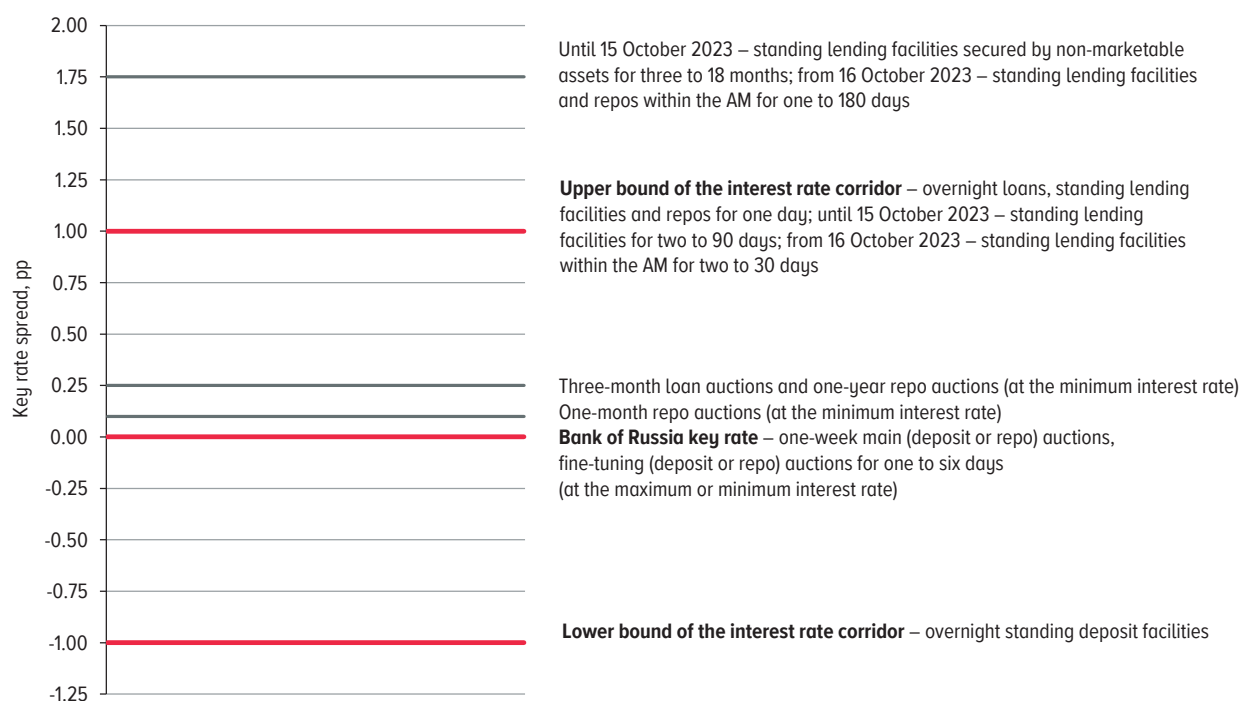 Key rate spread, pp
2.00
1.75
1.50
1.25
1.00
0.75
0.50
0.25
0.00
-0.25
-0.50
-0.75
-1.00
-1.25
Until 15 October 2023 – standing lending facilities secured by non-marketable
assets for three to 18 months; from 16 October 2023 – standing lending facilities
and repos within the AM for one to 180 days
Upper bound of the interest rate corridor – overnight loans, standing lending
facilities and repos for one day; until 15 October 2023 – standing lending
facilities for two to 90 days; from 16 October 2023 – standing lending facilities
within the AM for two to 30 days
Three-month loan auctions and one-year repo auctions (at the minimum interest rate)
One-month repo auctions (at the minimum interest rate)
Bank of Russia key rate – one-week main (deposit or repo) auctions,
fine-tuning (deposit or repo) auctions for one to six days
(at the maximum or minimum interest rate)
Lower bound of the interest rate corridor – overnight standing deposit facilities